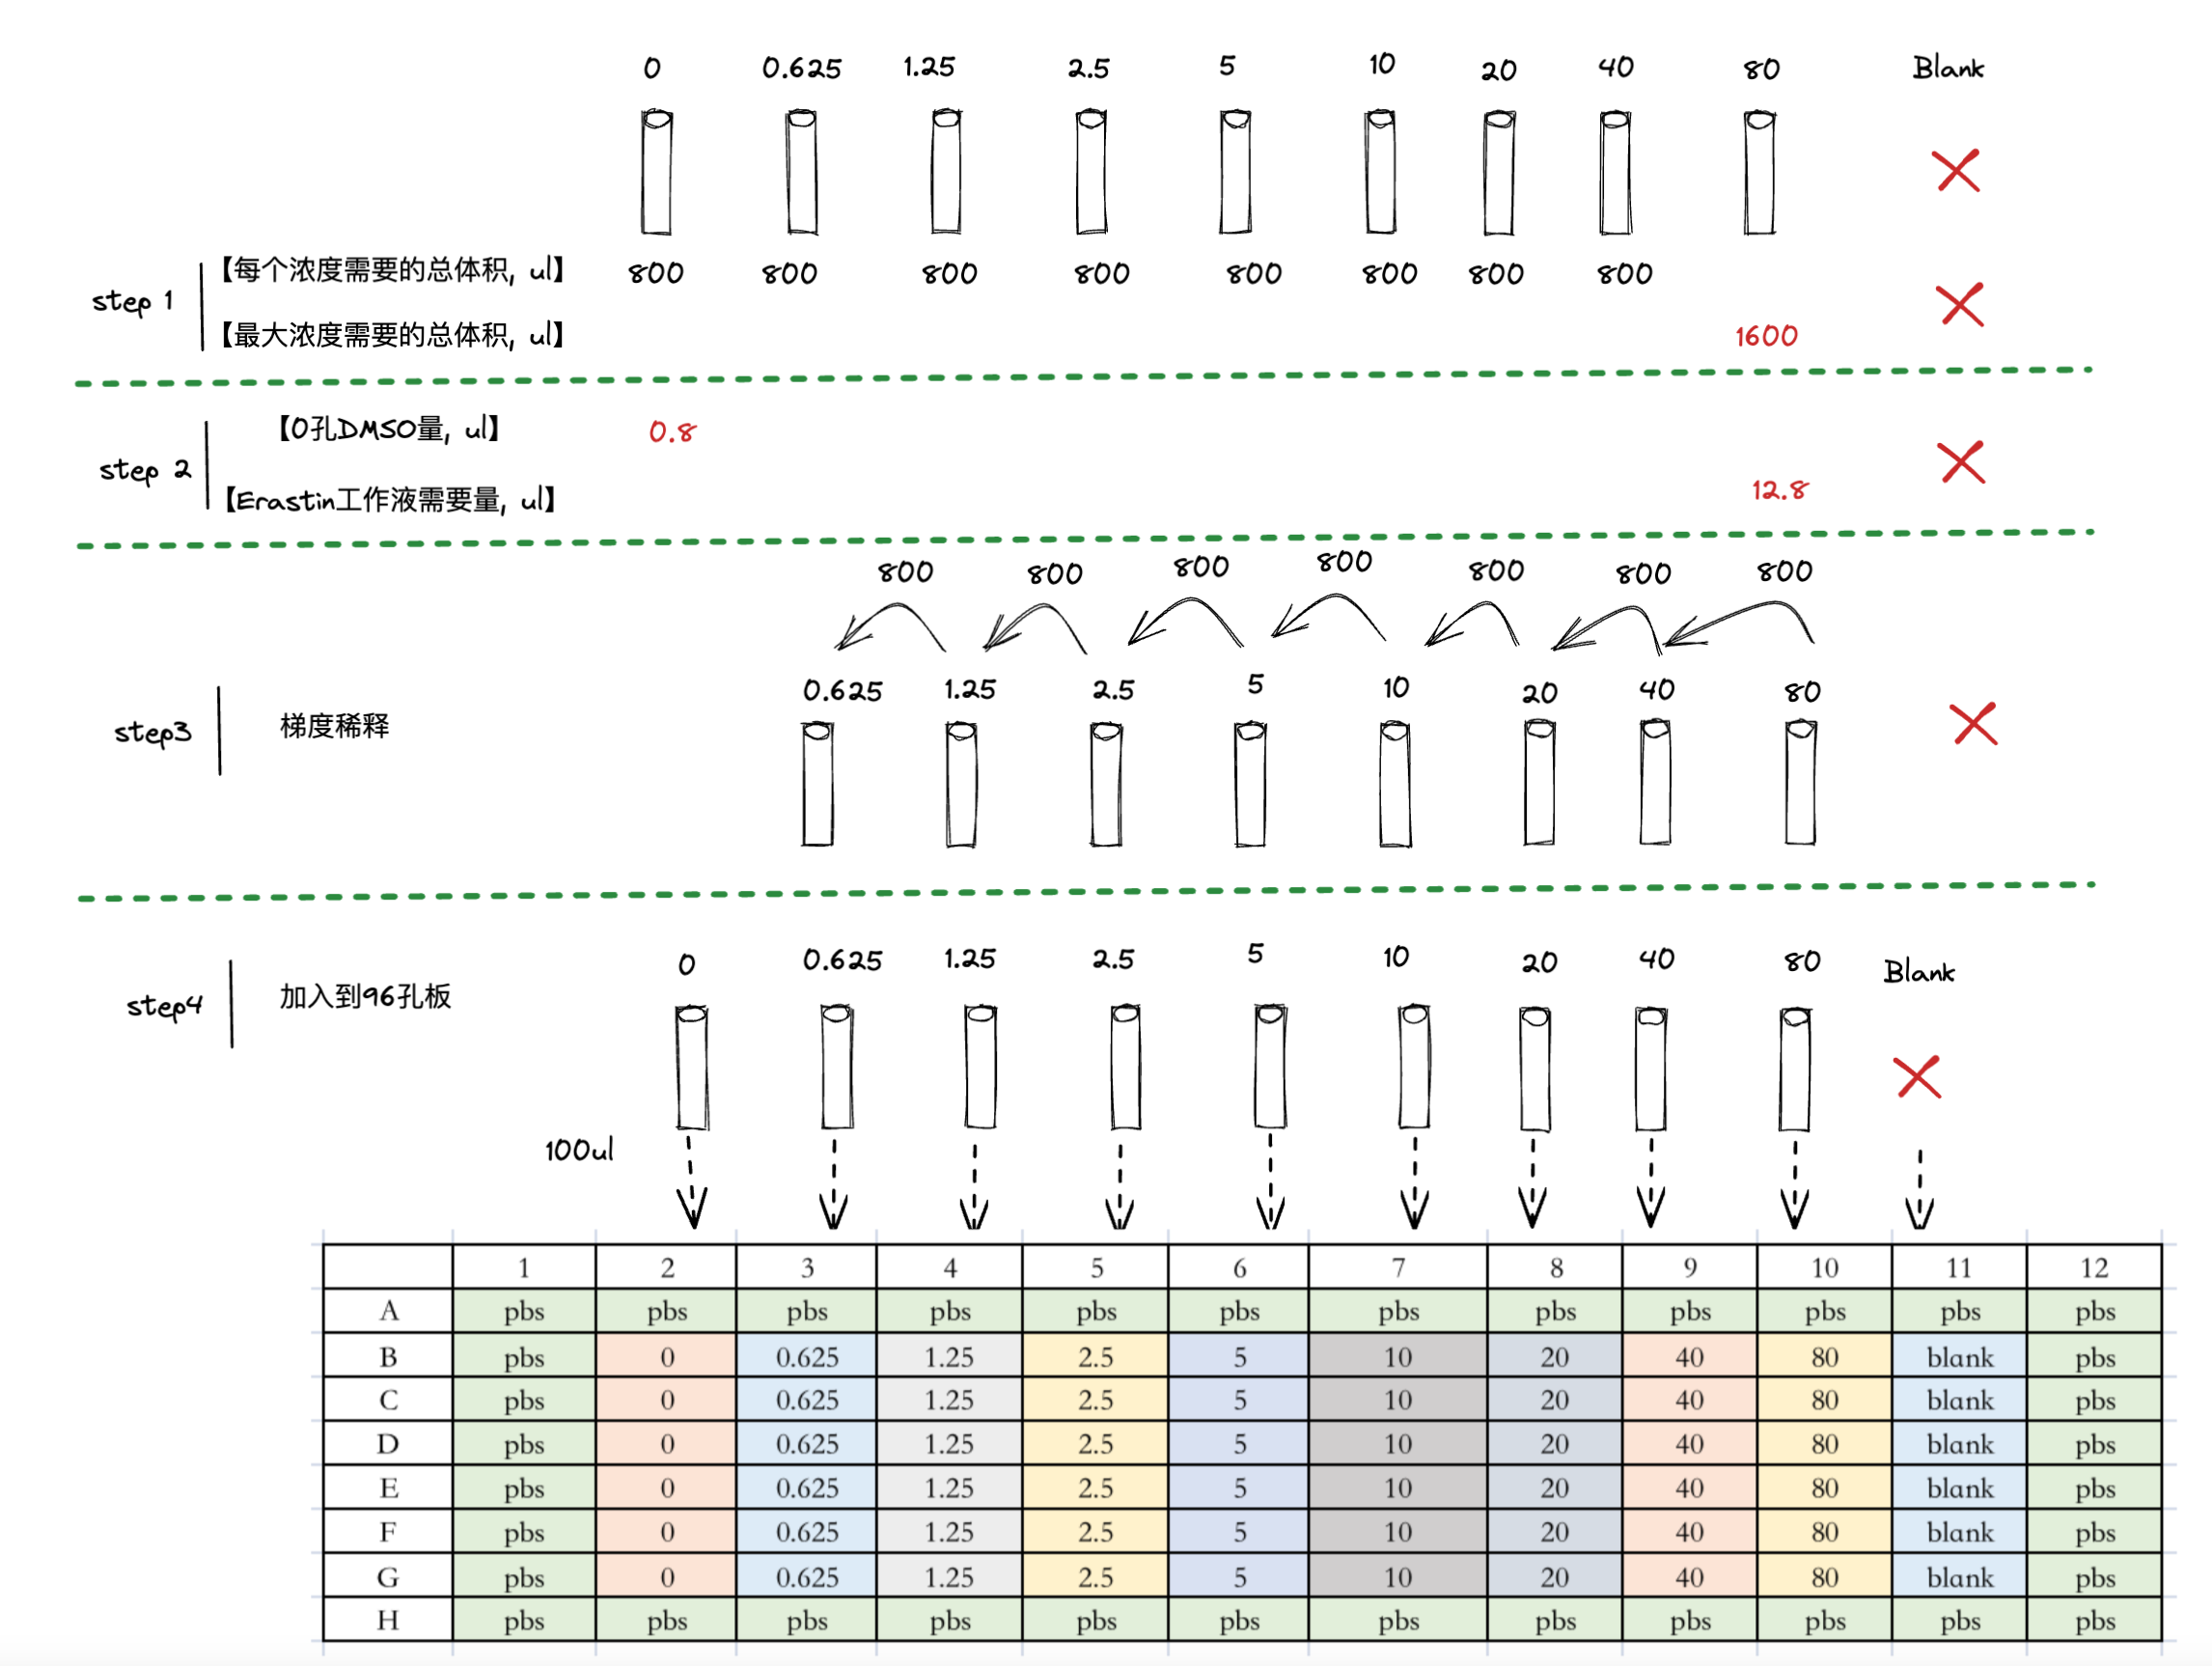 0 0.625 1.25 2.5 5 10 20 40 80 Blank
step 1
【每个浓度需要的总体积, ul】 800 800 800 800 800 800 800 800
【最大浓度需要的总体积, ul】 1600
step 2
【0孔DMSO量, ul】 0.8
【Erastin工作液需要量, ul】 12.8
800 800 800 800 800 800 800
0.625 1.25 2.5 5 10 20 40 80
step3 梯度稀释
0 0.625 1.25 2.5 5 10 20 40 80 Blank
step4 加入到96孔板
100ul
1 2 3 4 5 6 7 8 9 10 11 12
A pbs pbs pbs pbs pbs pbs pbs pbs pbs pbs pbs pbs
B pbs 0 0.625 1.25 2.5 5 10 20 40 80 blank pbs
C pbs 0 0.625 1.25 2.5 5 10 20 40 80 blank pbs
D pbs 0 0.625 1.25 2.5 5 10 20 40 80 blank pbs
E pbs 0 0.625 1.25 2.5 5 10 20 40 80 blank pbs
F pbs 0 0.625 1.25 2.5 5 10 20 40 80 blank pbs
G pbs 0 0.625 1.25 2.5 5 10 20 40 80 blank pbs
H pbs pbs pbs pbs pbs pbs pbs pbs pbs pbs pbs pbs